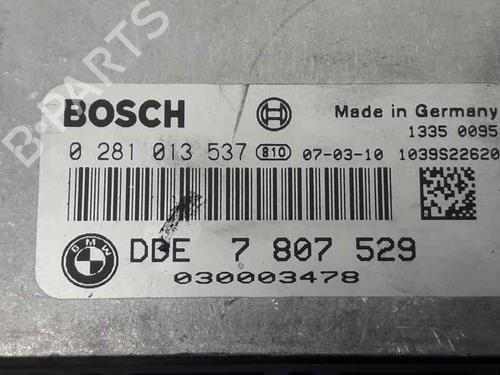 B-PARTS
BOSCH
Made in Germany
1335 0095
0 281 013 537 810 07-03-10 1039S22620
BMW
DDE 7 807 529
030003478